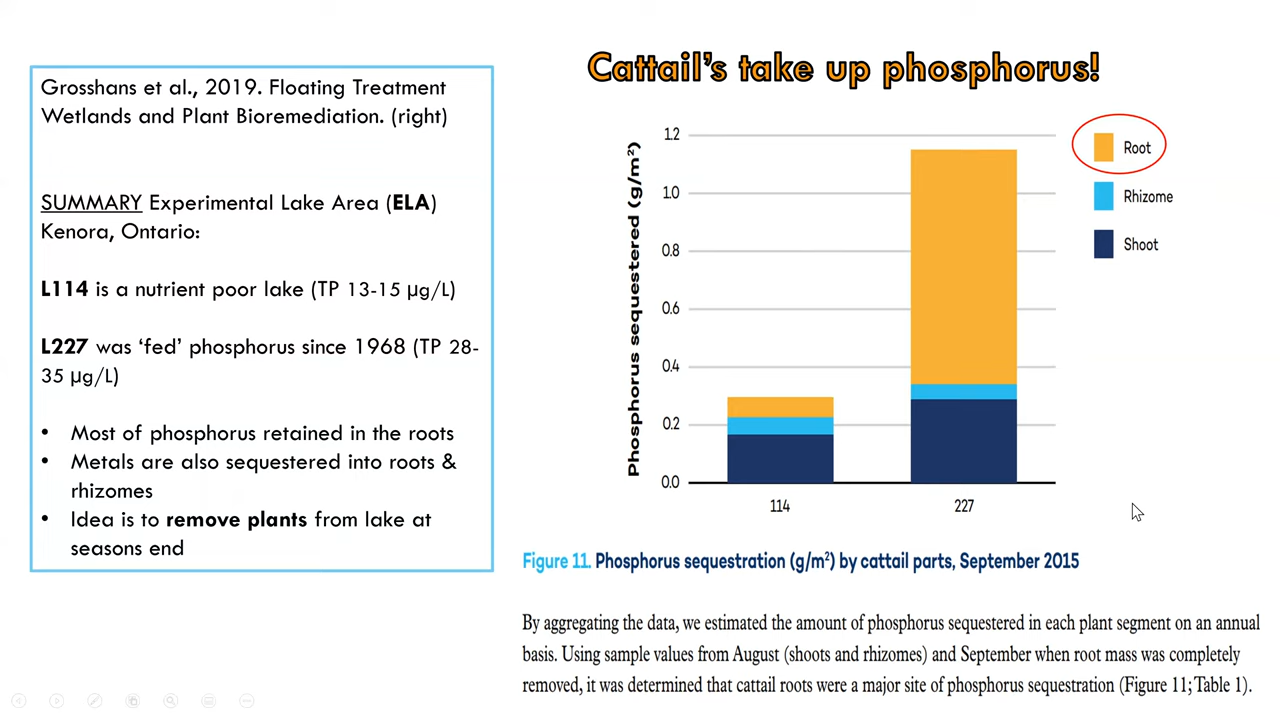 Cattail's take up phosphorus!
Grosshans et al., 2019. Floating Treatment
Wetlands and Plant Bioremediation. (right)
SUMMARY Experimental Lake Area (ELA)
Kenora, Ontario:
L114 is a nutrient poor lake (TP 13-15 µg/L)
L227 was ‘fed’ phosphorus since 1968 (TP 28-
35 µg/L)
• Most of phosphorus retained in the roots
• Metals are also sequestered into roots &
rhizomes
• Idea is to remove plants from lake at
seasons end
Phosphorus sequestered (g/m²)
1.2
1.0
0.8
0.6
0.4
0.2
0.0
114
227
Root
Rhizome
Shoot
Figure 11. Phosphorus sequestration (g/m²) by cattail parts, September 2015
By aggregating the data, we estimated the amount of phosphorus sequestered in each plant segment on an annual
basis. Using sample values from August (shoots and rhizomes) and September when root mass was completely
removed, it was determined that cattail roots were a major site of phosphorus sequestration (Figure 11; Table 1).